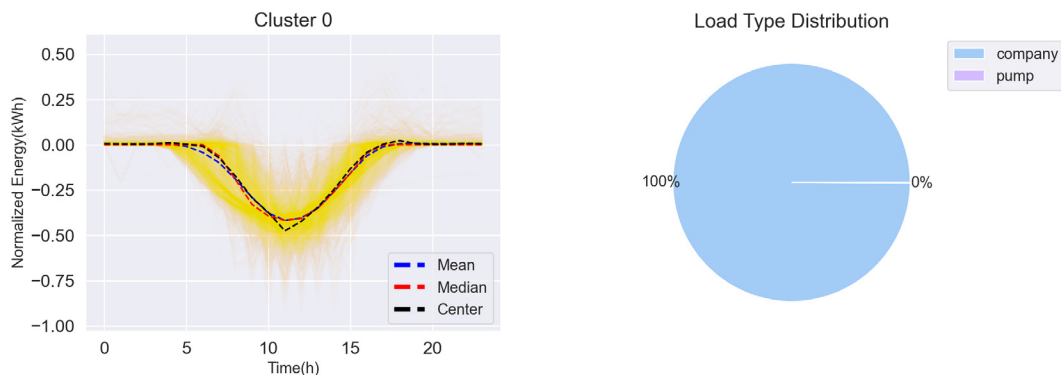 Cluster 0
Normalized Energy(kWh)
0.50
0.25
0.00
−0.25
−0.50
−0.75
−1.00
0 5 10 15 20
Time(h)
Mean
Median
Center
Load Type Distribution
company
pump
100%
0%